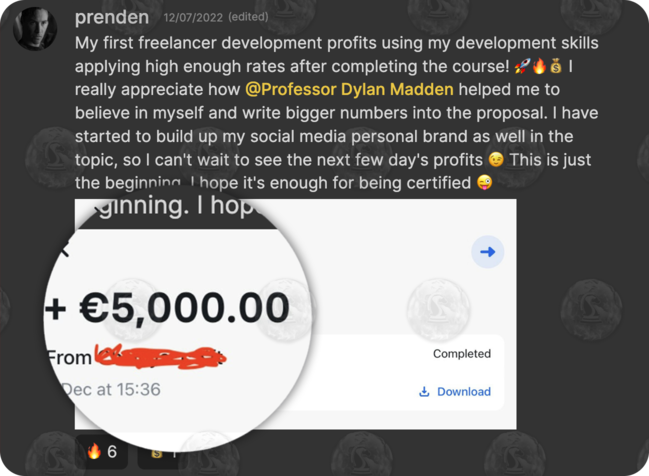 prenden 12/07/2022 (edited)
My first freelancer development profits using my development skills
applying high enough rates after completing the course! 🚀🔥💰 I
really appreciate how @Professor Dylan Madden helped me to
believe in myself and write bigger numbers into the proposal. I have
started to build up my social media personal brand as well in the
topic, so I can't wait to see the next few day's profits 😉 This is just
the beginning. I hope it's enough for being certified 😜
ginning. I hop
+ €5,000.00
From
Completed
Dec at 15:36
Download
🔥 6
💰 1